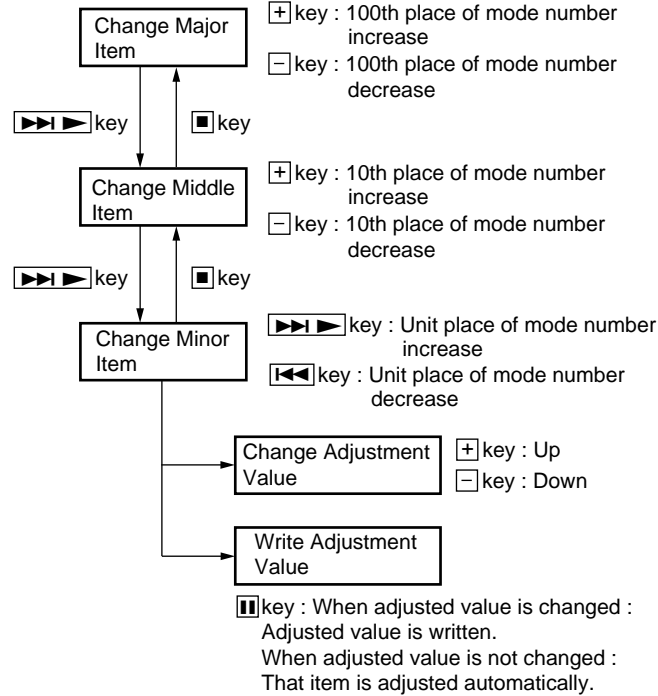 Change Major
Item
+ key : 100th place of mode number
increase
− key : 100th place of mode number
decrease
▶▶I ▶ key
■ key
Change Middle
Item
+ key : 10th place of mode number
increase
− key : 10th place of mode number
decrease
▶▶I ▶ key
■ key
Change Minor
Item
▶▶I ▶ key : Unit place of mode number
increase
I◀◀ key : Unit place of mode number
decrease
Change Adjustment
Value
+ key : Up
− key : Down
Write Adjustment
Value
II key : When adjusted value is changed :
Adjusted value is written.
When adjusted value is not changed :
That item is adjusted automatically.